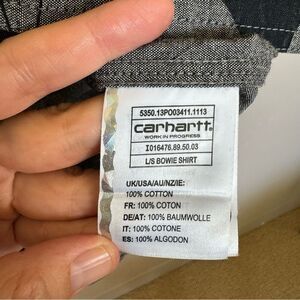 5350.13PO03411.1113
carhartt
WORK IN PROGRESS
I016476.89.50.03
L/S BOWIE SHIRT
UK/USA/AU/NZ/IE:
100% COTTON
FR: 100% COTON
DE/AT: 100% BAUMWOLLE
IT: 100% COTONE
ES: 100% ALGODON